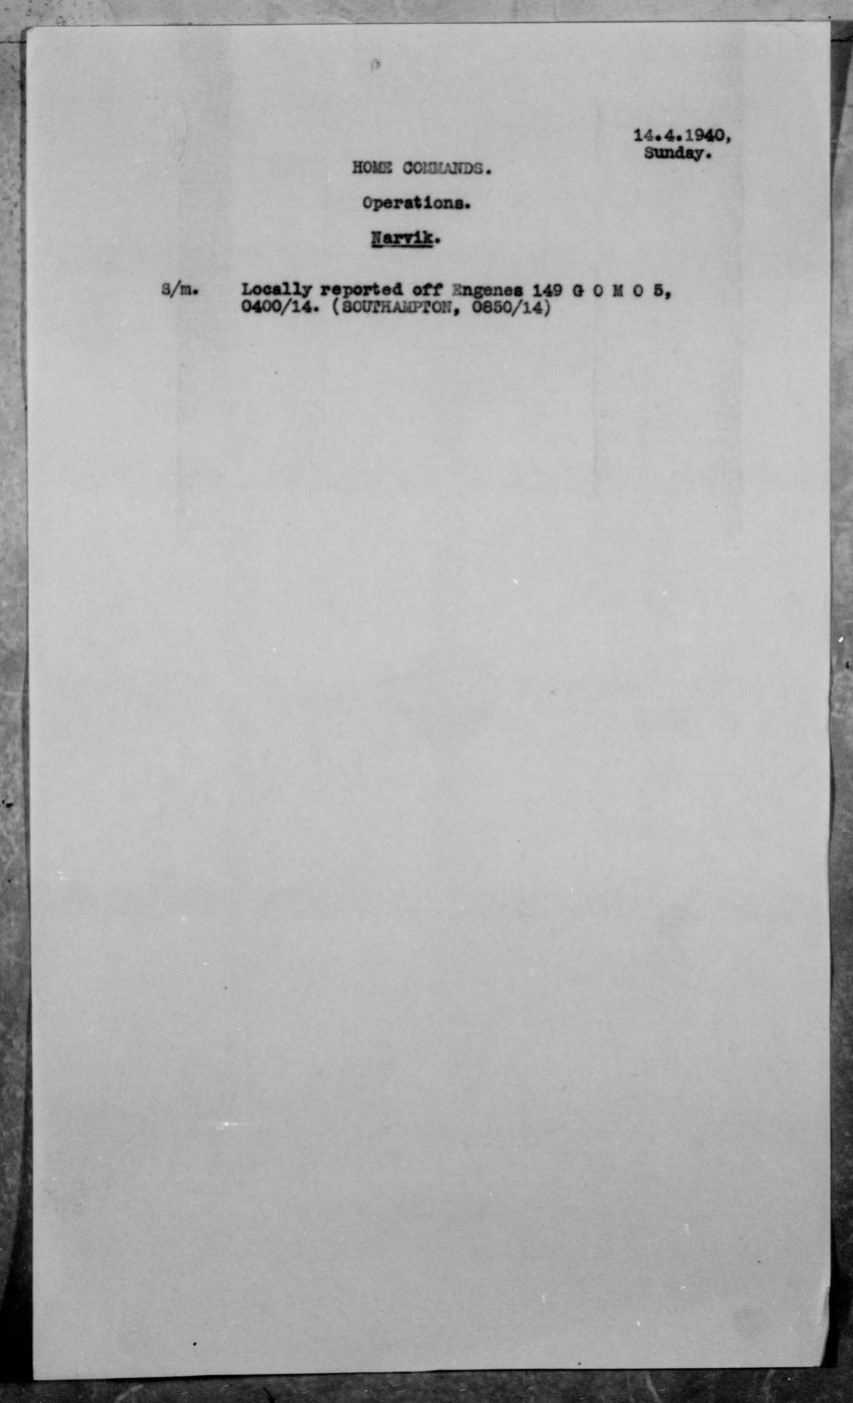 14.4.1940,
Sunday.
HOME COMMANDS.
Operations.
Narvik.
S/m. Locally reported off Engenes 149 G O M O 5,
0400/14. (SOUTHAMPTON, 0850/14)